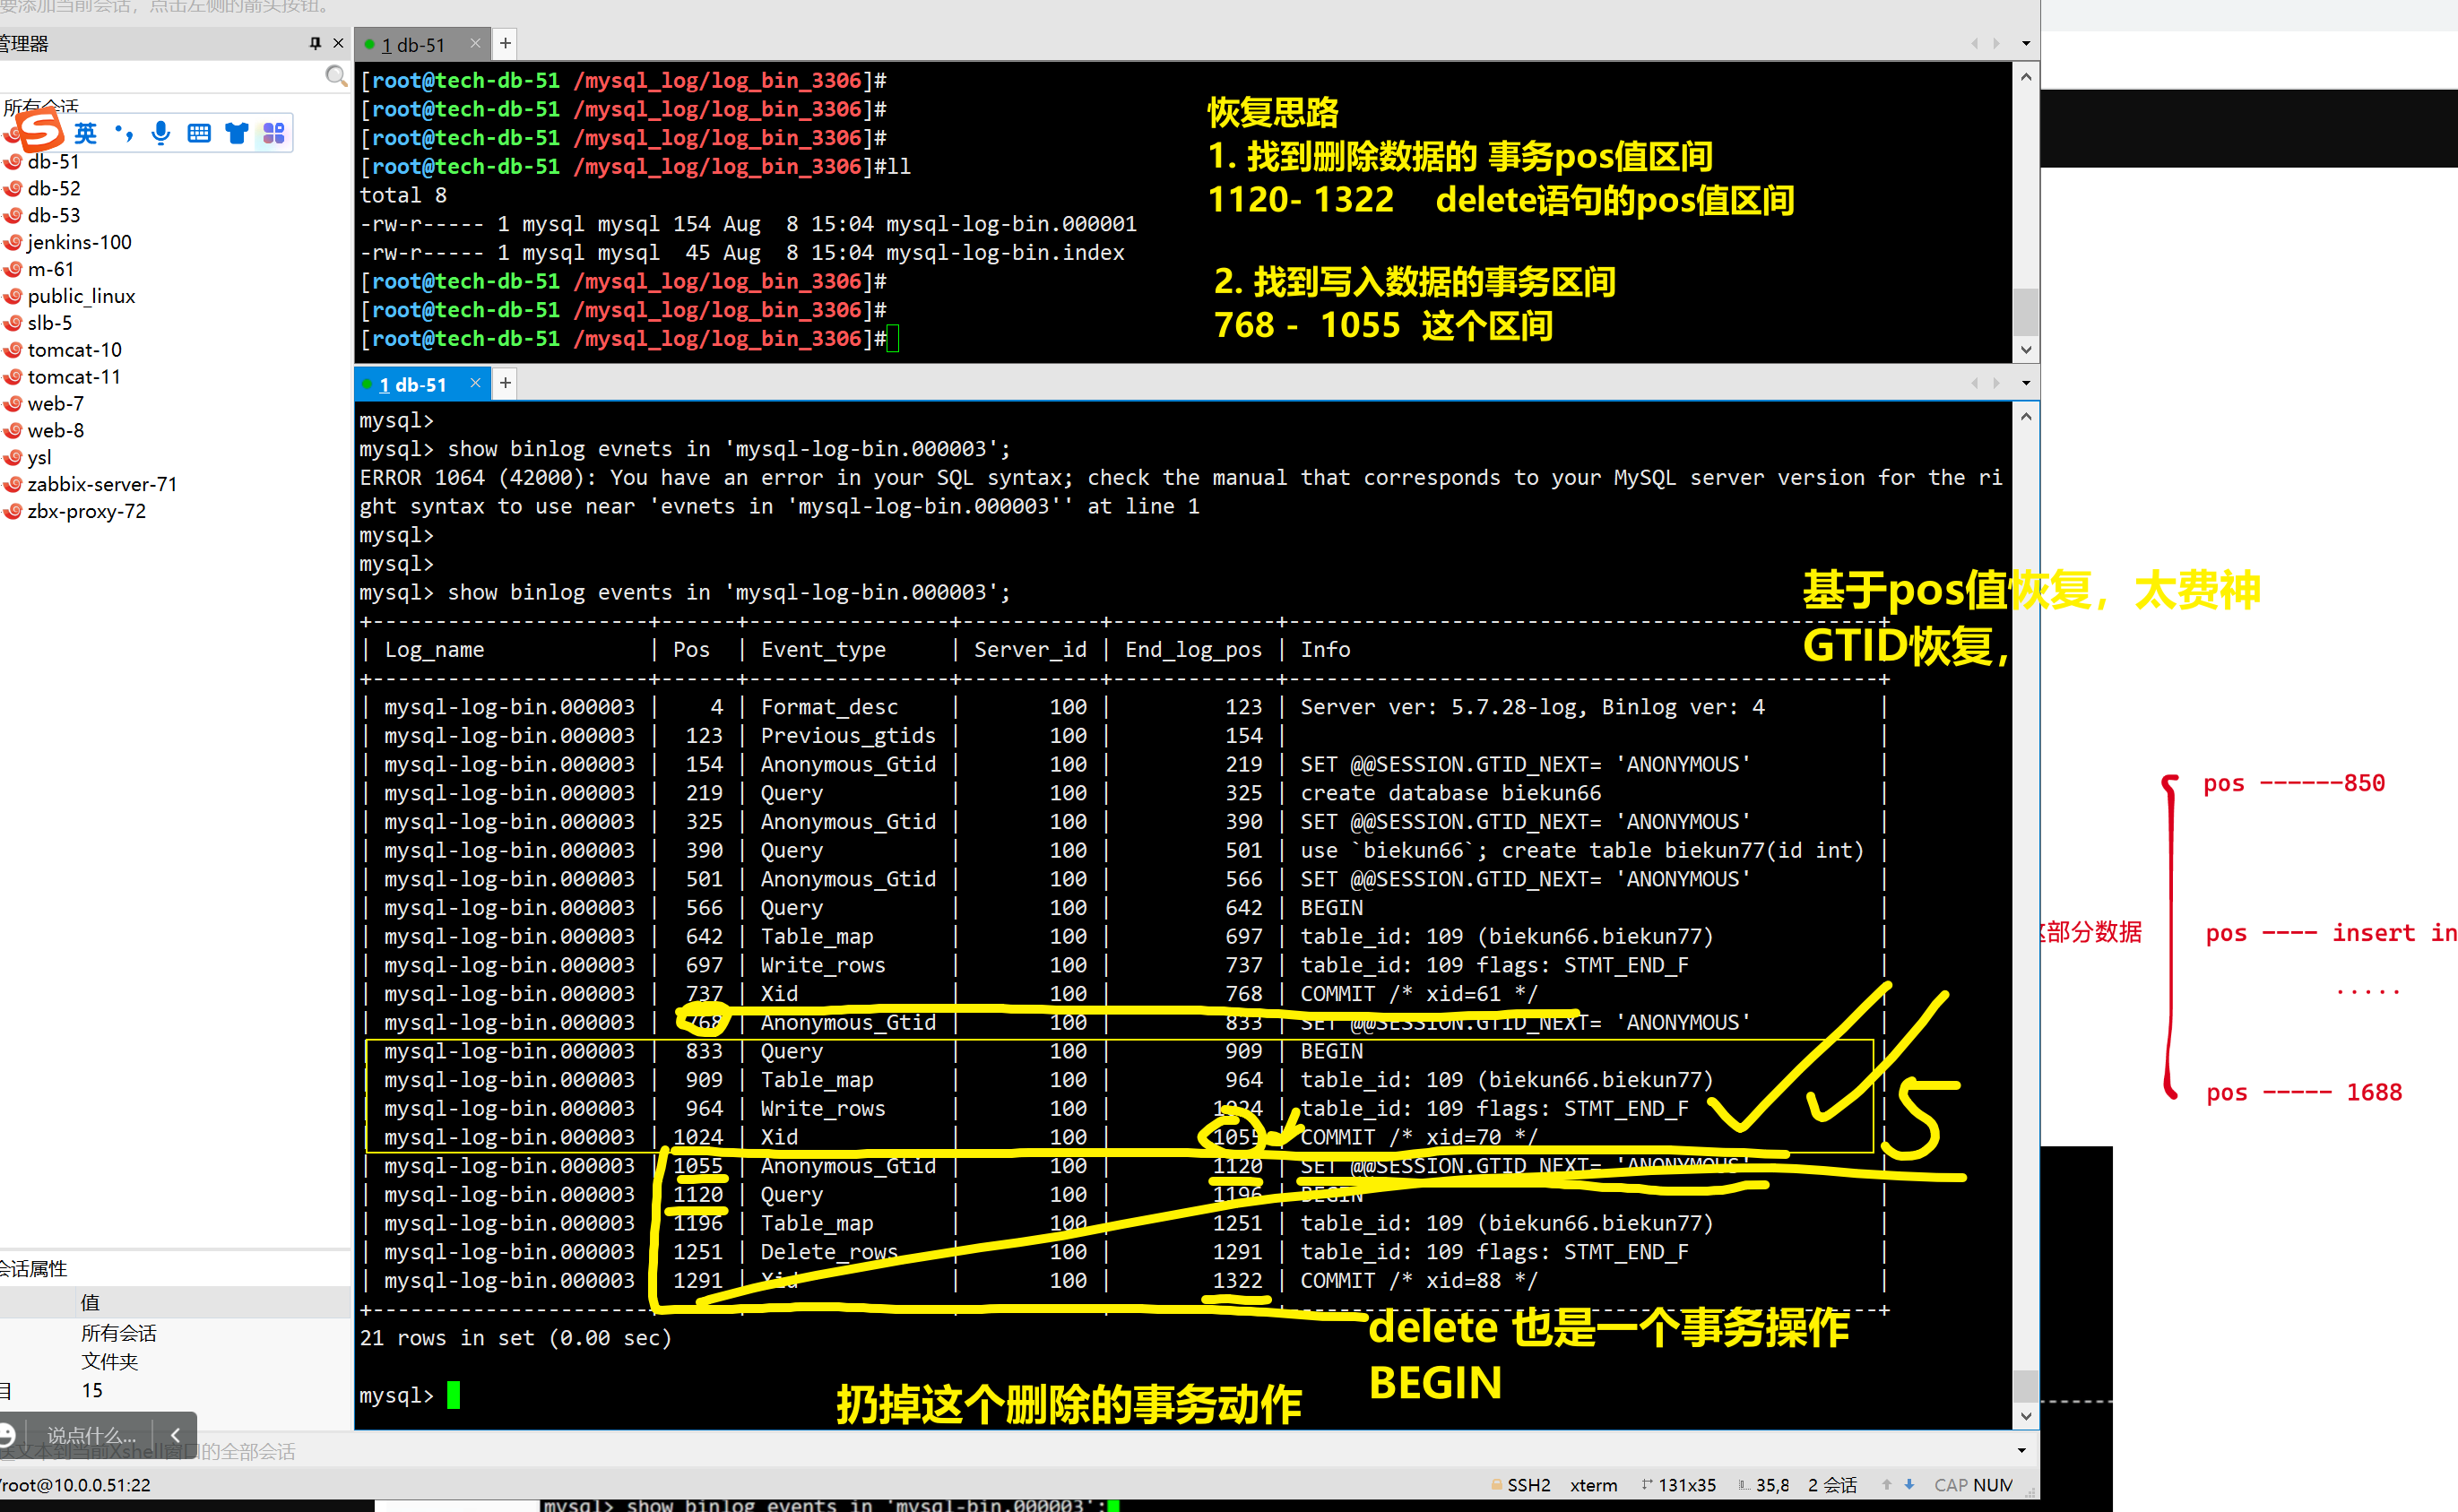 要添加当前会话，点击左侧的箭头按钮。
管理器
所有会话
英
db-51
db-52
db-53
jenkins-100
m-61
public_linux
slb-5
tomcat-10
tomcat-11
web-7
web-8
ysl
zabbix-server-71
zbx-proxy-72
会话属性
值
所有会话
文件夹
目 15
说点什么...
送文本到当前Xshell窗口的全部会话
/root@10.0.0.51:22
1 db-51
[root@tech-db-51 /mysql_log/log_bin_3306]#
[root@tech-db-51 /mysql_log/log_bin_3306]#
[root@tech-db-51 /mysql_log/log_bin_3306]#
[root@tech-db-51 /mysql_log/log_bin_3306]#ll
total 8
-rw-r----- 1 mysql mysql 154 Aug  8 15:04 mysql-log-bin.000001
-rw-r----- 1 mysql mysql  45 Aug  8 15:04 mysql-log-bin.index
[root@tech-db-51 /mysql_log/log_bin_3306]#
[root@tech-db-51 /mysql_log/log_bin_3306]#
[root@tech-db-51 /mysql_log/log_bin_3306]#
恢复思路
1. 找到删除数据的 事务pos值区间
1120- 1322 delete语句的pos值区间
2. 找到写入数据的事务区间
768 - 1055 这个区间
1 db-51
mysql>
mysql> show binlog evnets in 'mysql-log-bin.000003';
ERROR 1064 (42000): You have an error in your SQL syntax; check the manual that corresponds to your MySQL server version for the ri
ght syntax to use near 'evnets in 'mysql-log-bin.000003'' at line 1
mysql>
mysql>
mysql> show binlog events in 'mysql-log-bin.000003';
基于pos值恢复，太费神
GTID恢复，
| Log_name | Pos | Event_type | Server_id | End_log_pos | Info
| mysql-log-bin.000003 | 4 | Format_desc | 100 | 123 | Server ver: 5.7.28-log, Binlog ver: 4 |
| mysql-log-bin.000003 | 123 | Previous_gtids | 100 | 154 | |
| mysql-log-bin.000003 | 154 | Anonymous_Gtid | 100 | 219 | SET @@SESSION.GTID_NEXT= 'ANONYMOUS' |
| mysql-log-bin.000003 | 219 | Query | 100 | 325 | create database biekun66 |
| mysql-log-bin.000003 | 325 | Anonymous_Gtid | 100 | 390 | SET @@SESSION.GTID_NEXT= 'ANONYMOUS' |
| mysql-log-bin.000003 | 390 | Query | 100 | 501 | use `biekun66`; create table biekun77(id int) |
| mysql-log-bin.000003 | 501 | Anonymous_Gtid | 100 | 566 | SET @@SESSION.GTID_NEXT= 'ANONYMOUS' |
| mysql-log-bin.000003 | 566 | Query | 100 | 642 | BEGIN |
| mysql-log-bin.000003 | 642 | Table_map | 100 | 697 | table_id: 109 (biekun66.biekun77) |
| mysql-log-bin.000003 | 697 | Write_rows | 100 | 737 | table_id: 109 flags: STMT_END_F |
| mysql-log-bin.000003 | 737 | Xid | 100 | 768 | COMMIT /* xid=61 */ |
| mysql-log-bin.000003 | 768 | Anonymous_Gtid | 100 | 833 | SET @@SESSION.GTID_NEXT= 'ANONYMOUS' |
| mysql-log-bin.000003 | 833 | Query | 100 | 909 | BEGIN |
| mysql-log-bin.000003 | 909 | Table_map | 100 | 964 | table_id: 109 (biekun66.biekun77) |
| mysql-log-bin.000003 | 964 | Write_rows | 100 | 1024 | table_id: 109 flags: STMT_END_F |
| mysql-log-bin.000003 | 1024 | Xid | 100 | 1055 | COMMIT /* xid=70 */ |
| mysql-log-bin.000003 | 1055 | Anonymous_Gtid | 100 | 1120 | SET @@SESSION.GTID_NEXT= 'ANONYMOUS' |
| mysql-log-bin.000003 | 1120 | Query | 100 | 1196 | BEGIN |
| mysql-log-bin.000003 | 1196 | Table_map | 100 | 1251 | table_id: 109 (biekun66.biekun77) |
| mysql-log-bin.000003 | 1251 | Delete_rows | 100 | 1291 | table_id: 109 flags: STMT_END_F |
| mysql-log-bin.000003 | 1291 | Xid | 100 | 1322 | COMMIT /* xid=88 */ |
5
21 rows in set (0.00 sec)
delete 也是一个事务操作
BEGIN
mysql>
扔掉这个删除的事务动作
SSH2 xterm 131x35 35,8 2 会话 CAP NUM
mysql> show binlog events in 'mysql-bin.000003';
pos ------850
这部分数据
pos ---- insert in
.....
pos ----- 1688